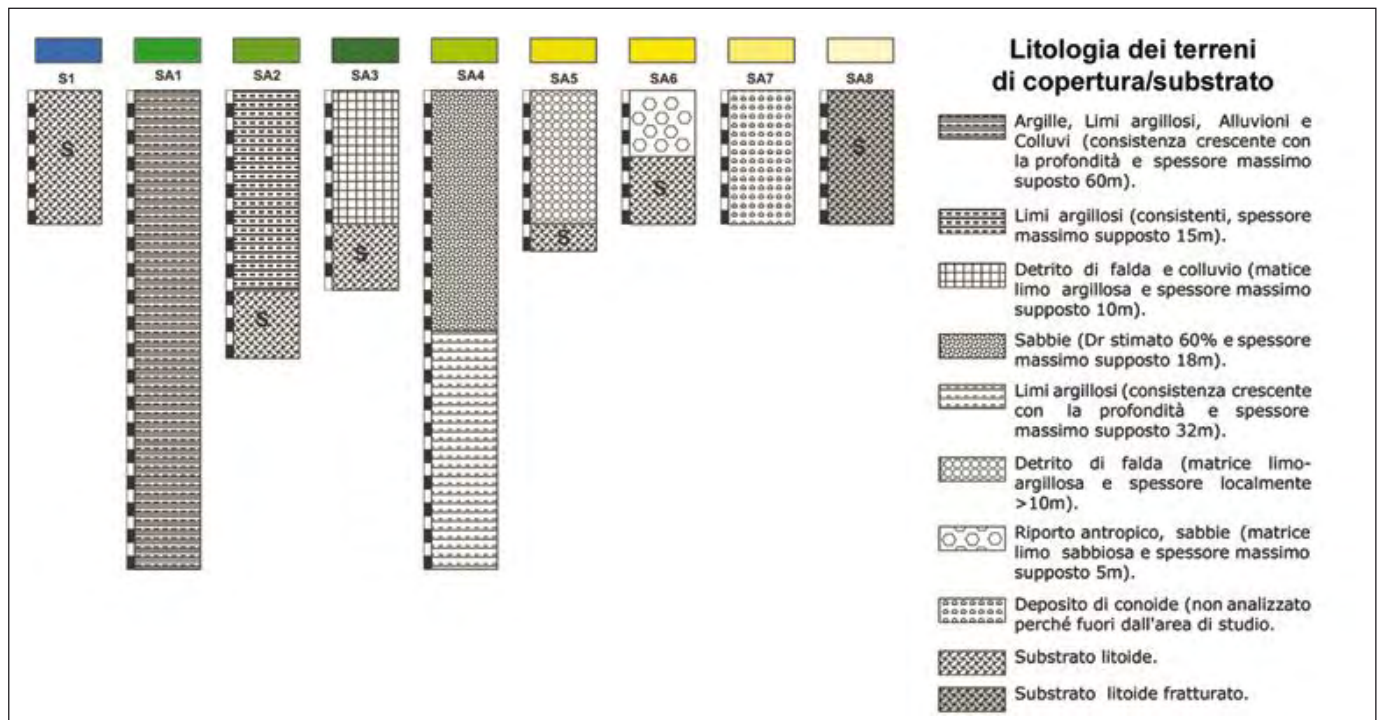 S1 SA1 SA2 SA3 SA4 SA5 SA6 SA7 SA8
S S S S S S
Litologia dei terreni
di copertura/substrato
Argille, Limi argillosi, Alluvioni e
Colluvi (consistenza crescente con
la profondità e spessore massimo
suposto 60m).
Limi argillosi (consistenti, spessore
massimo supposto 15m).
Detrito di falda e colluvio (matice
limo argillosa e spessore massimo
supposto 10m).
Sabbie (Dr stimato 60% e spessore
massimo supposto 18m).
Limi argillosi (consistenza crescente
con la profondità e spessore
massimo supposto 32m).
Detrito di falda (matrice limo-
argillosa e spessore localmente
>10m).
Riporto antropico, sabbie (matrice
limo sabbiosa e spessore massimo
supposto 5m).
Deposito di conoide (non analizzato
perché fuori dall'area di studio.
Substrato litoide.
Substrato litoide fratturato.